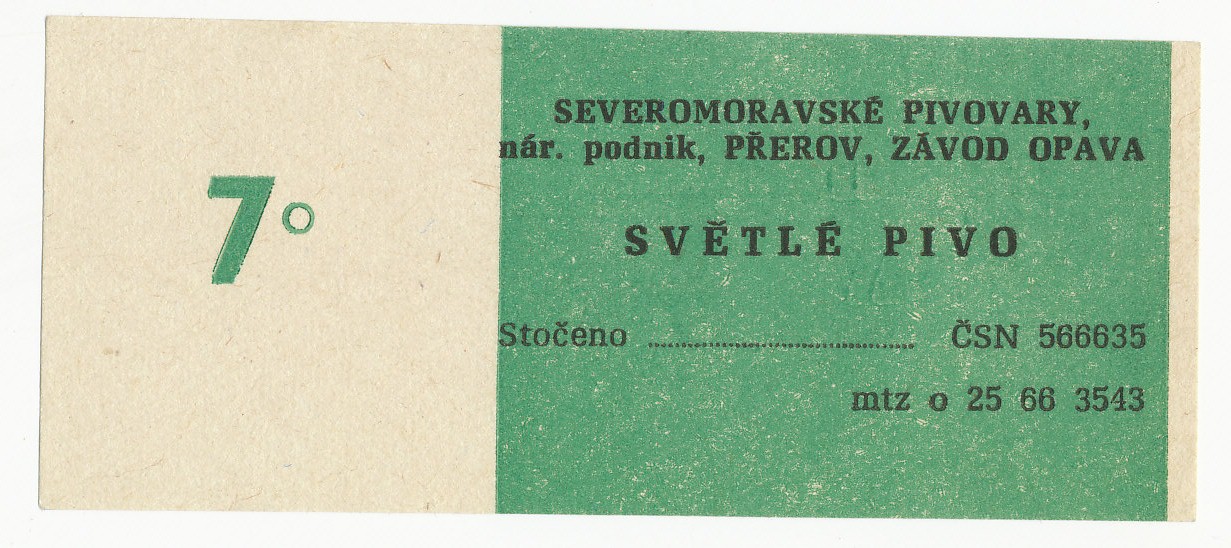 7°
SEVEROMORAVSKÉ PIVOVARY,
nár. podnik, PŘEROV, ZÁVOD OPAVA
SVĚTLÉ PIVO
Stočeno .................................. ČSN 566635
mtz o 25 66 3543